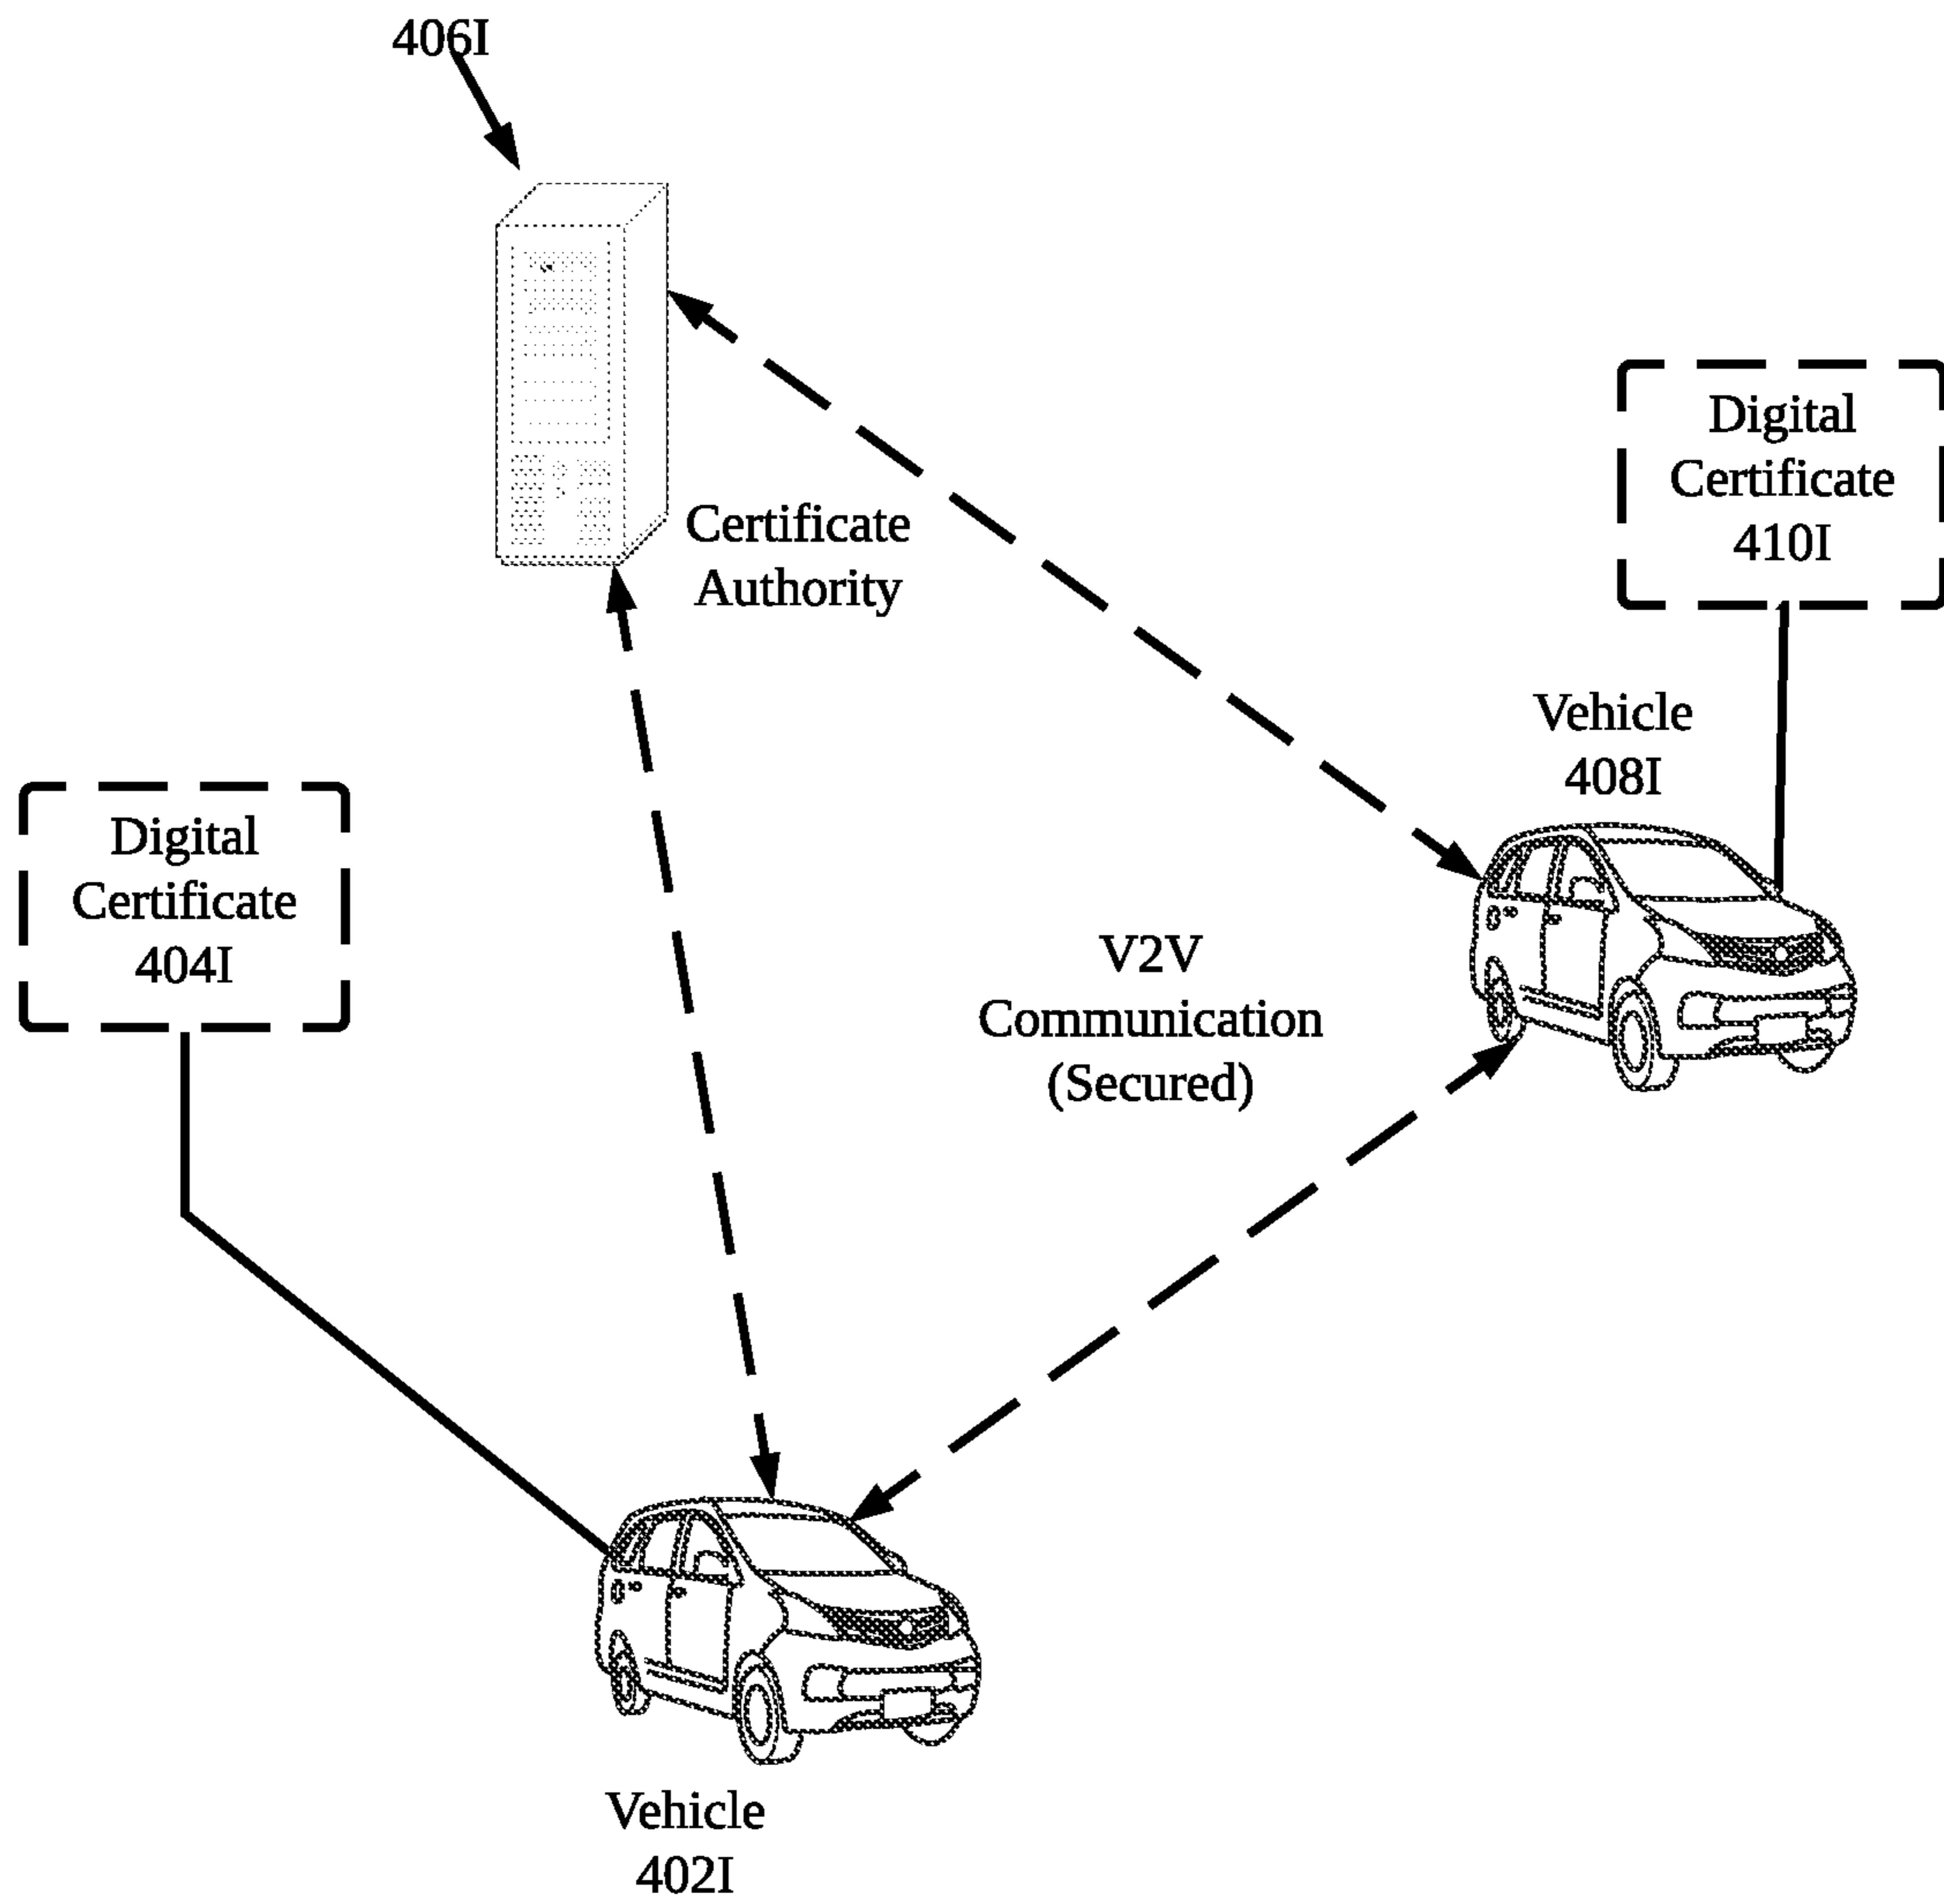 406I
Certificate
Authority
Digital
Certificate
410I
Vehicle
408I
Digital
Certificate
404I
V2V
Communication
(Secured)
Vehicle
402I